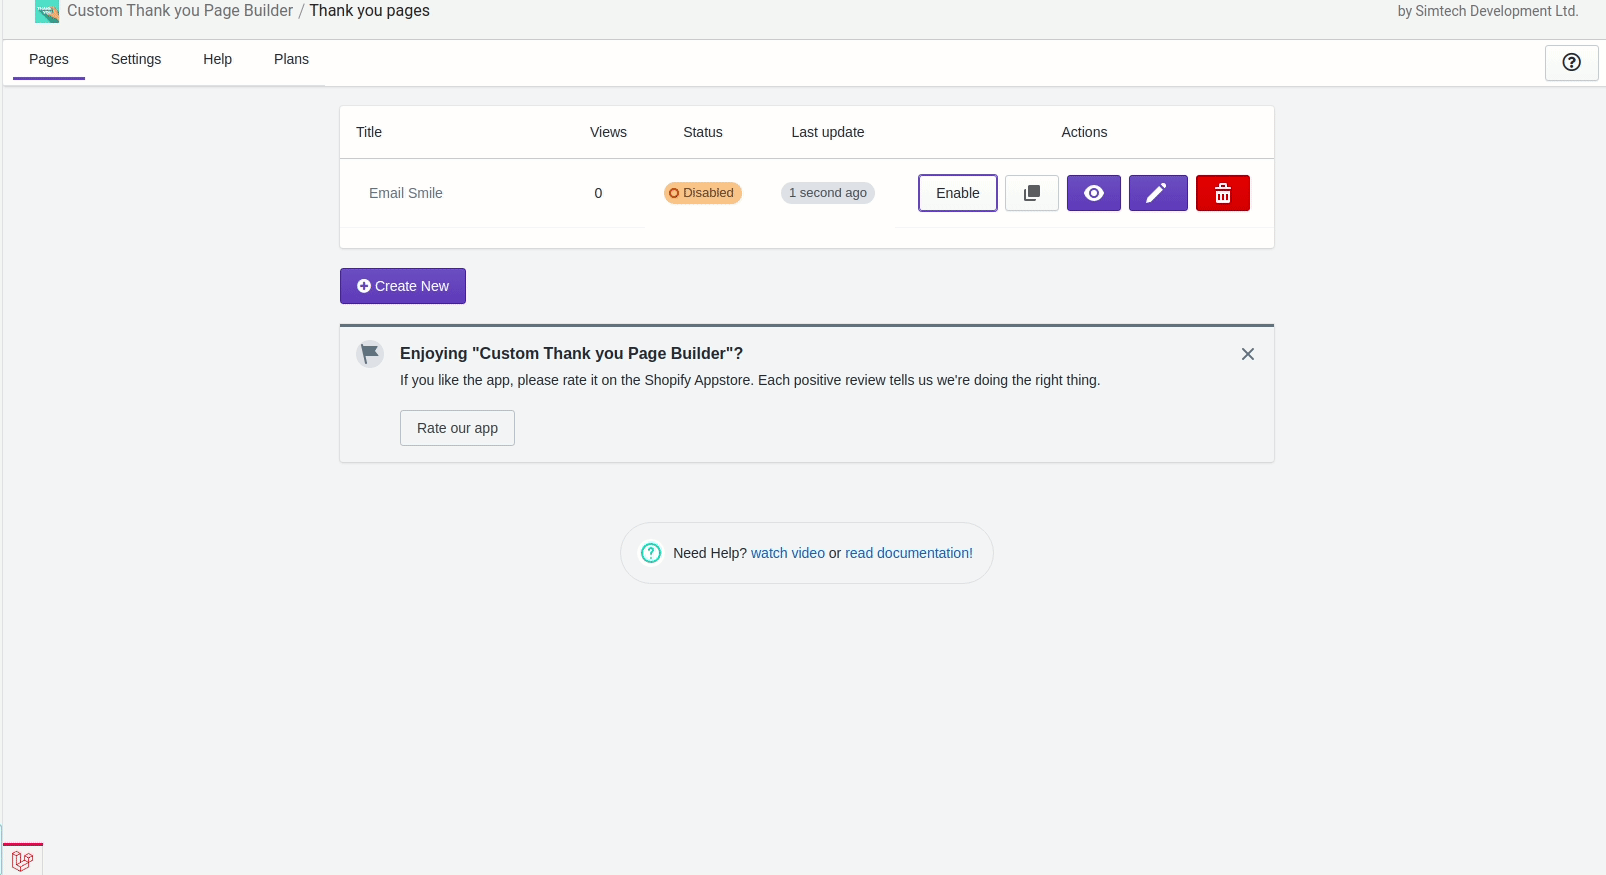 Custom Thank you Page Builder / Thank you pages
by Simtech Development Ltd.
Pages Settings Help Plans
Title Views Status Last update Actions
Email Smile 0 Disabled 1 second ago Enable
Create New
Enjoying "Custom Thank you Page Builder"?
If you like the app, please rate it on the Shopify Appstore. Each positive review tells us we're doing the right thing.
Rate our app
Need Help? watch video or read documentation!